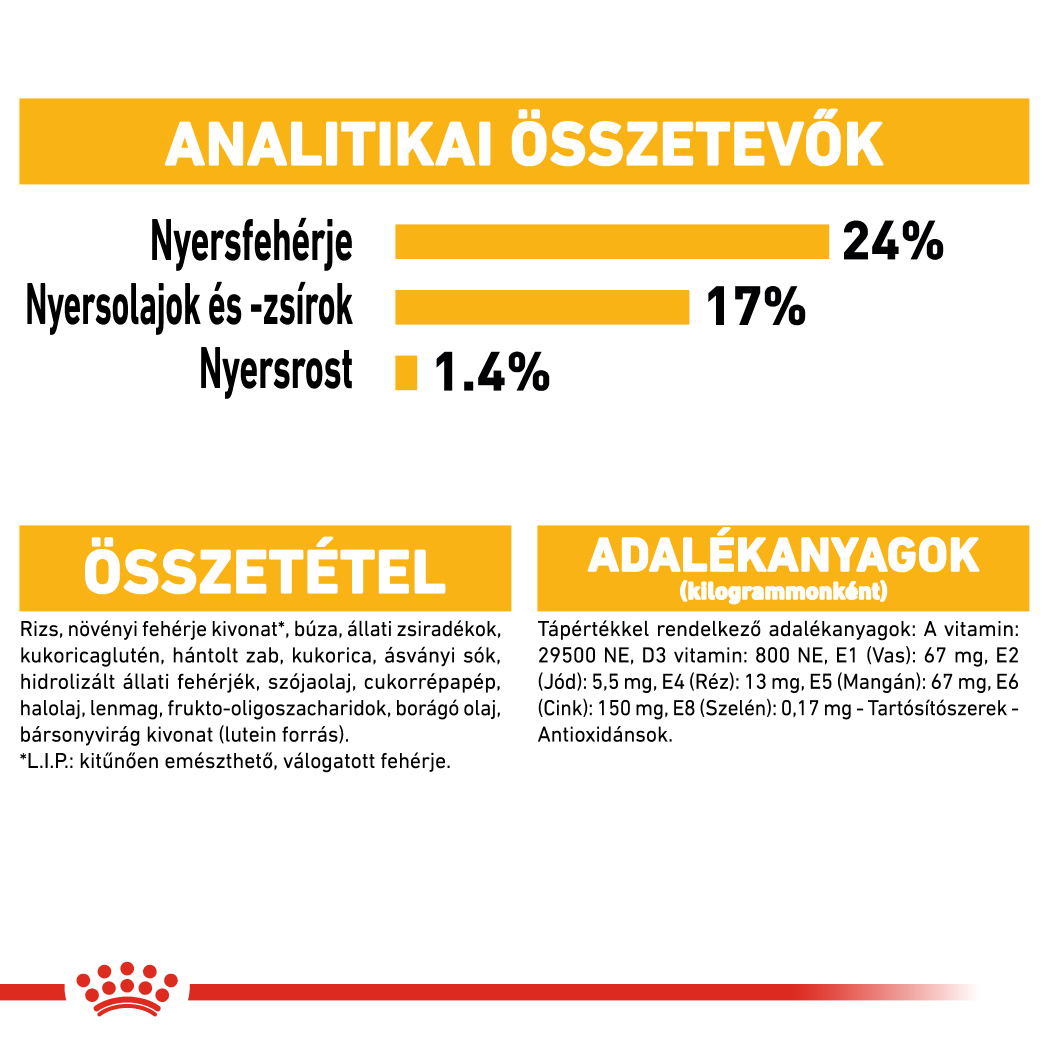 ANALITIKAI ÖSSZETEVŐK
Nyersfehérje 24%
Nyersolajok és -zsírok 17%
Nyersrost 1.4%
ÖSSZETÉTEL
Rizs, növényi fehérje kivonat*, búza, állati zsiradékok,
kukoricaglutén, hántolt zab, kukorica, ásványi sók,
hidrolizált állati fehérjék, szójaolaj, cukorrépapép,
halolaj, lenmag, frukto-oligoszacharidok, borágó olaj,
bársonyvirág kivonat (lutein forrás).
*L.I.P.: kitűnően emészthető, válogatott fehérje.
ADALÉKANYAGOK
(kilogrammonként)
Tápértékkel rendelkező adalékanyagok: A vitamin:
29500 NE, D3 vitamin: 800 NE, E1 (Vas): 67 mg, E2
(Jód): 5,5 mg, E4 (Réz): 13 mg, E5 (Mangán): 67 mg, E6
(Cink): 150 mg, E8 (Szelén): 0,17 mg - Tartósítószerek -
Antioxidánsok.